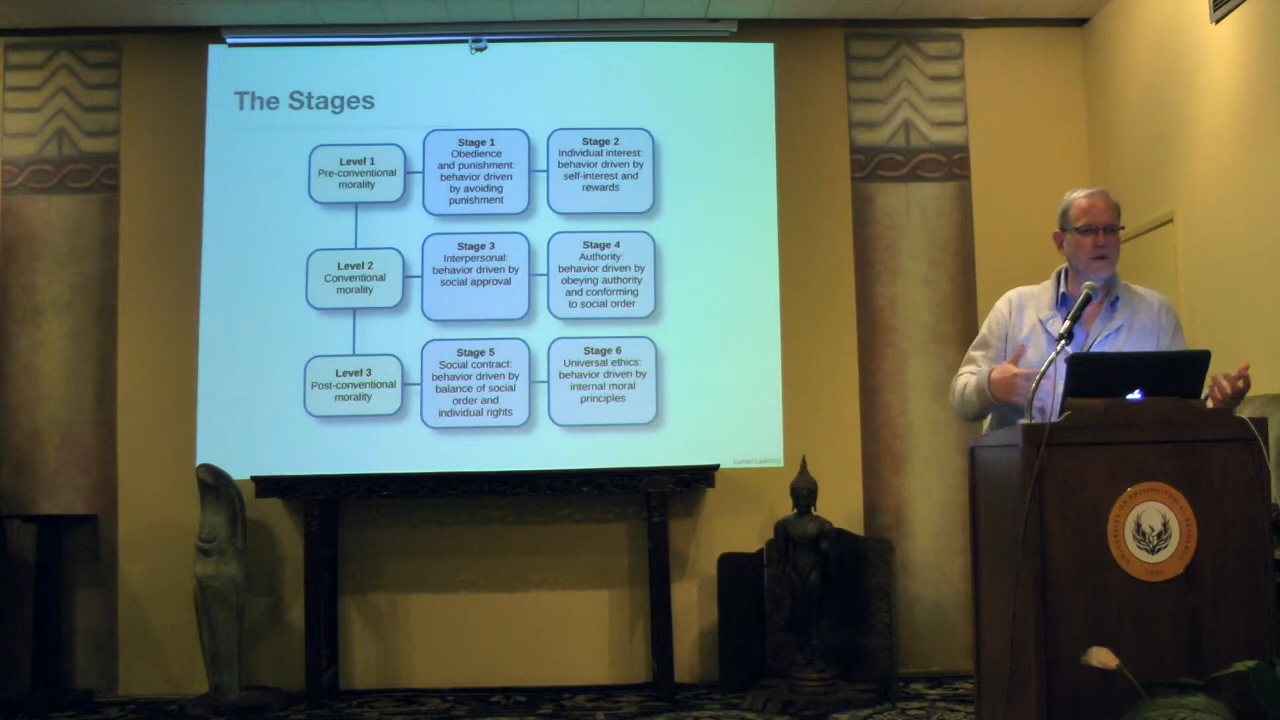 The Stages
Level 1
Pre-conventional
morality
Stage 1
Obedience
and punishment:
behavior driven
by avoiding
punishment
Stage 2
Individual interest:
behavior driven by
self-interest and
rewards
Level 2
Conventional
morality
Stage 3
Interpersonal:
behavior driven by
social approval
Stage 4
Authority:
behavior driven by
obeying authority
and conforming
to social order
Level 3
Post-conventional
morality
Stage 5
Social contract:
behavior driven by
balance of social
order and
individual rights
Stage 6
Universal ethics:
behavior driven by
internal moral
principles
Lumen Learning
UNIVERSITY OF PHILOSOPHICAL RESEARCH